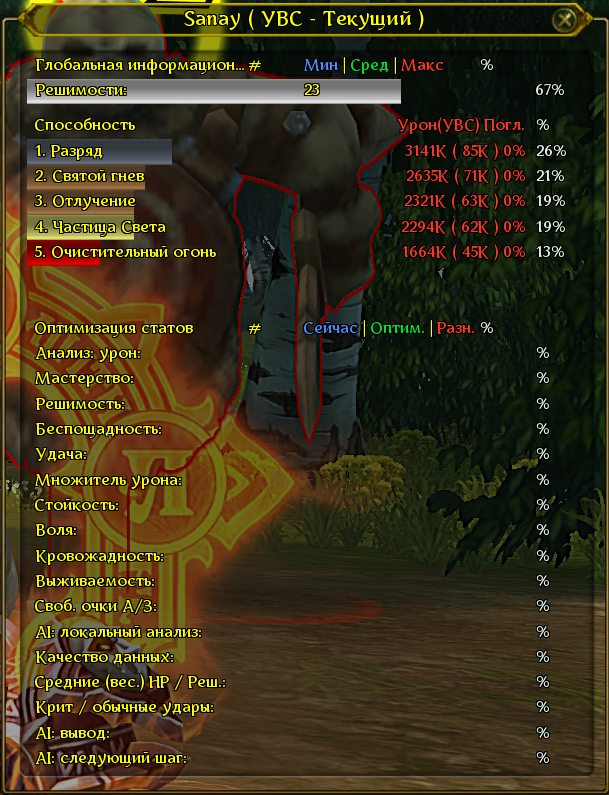 Sanay ( УВС - Текущий )
Глобальная информацион... # Мин | Сред | Макс %
Решимости: 23 67%
Способность Урон(УВС) Погл. %
1. Разряд 3141K ( 85K ) 0% 26%
2. Святой гнев 2635K ( 71K ) 0% 21%
3. Отлучение 2321K ( 63K ) 0% 19%
4. Частица Света 2294K ( 62K ) 0% 19%
5. Очистительный огонь 1664K ( 45K ) 0% 13%
Оптимизация статов # Сейчас | Оптим. | Разн. %
Анализ: урон: %
Мастерство: %
Решимость: %
Беспощадность: %
Удача: %
Множитель урона: %
Стойкость: %
Воля: %
Кровожадность: %
Выживаемость: %
Своб. очки А/З: %
AI: локальный анализ: %
Качество данных: %
Средние (вес.) HP / Реш.: %
Крит / обычные удары: %
AI: вывод: %
AI: следующий шаг: %